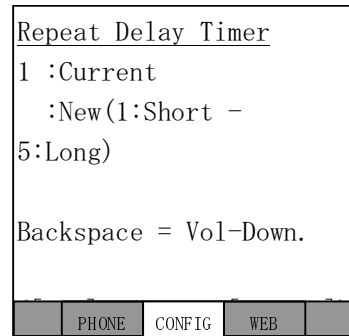 Repeat Delay Timer
1 :Current
:New(1:Short -
5:Long)
Backspace = Vol-Down.
PHONE CONFIG WEB